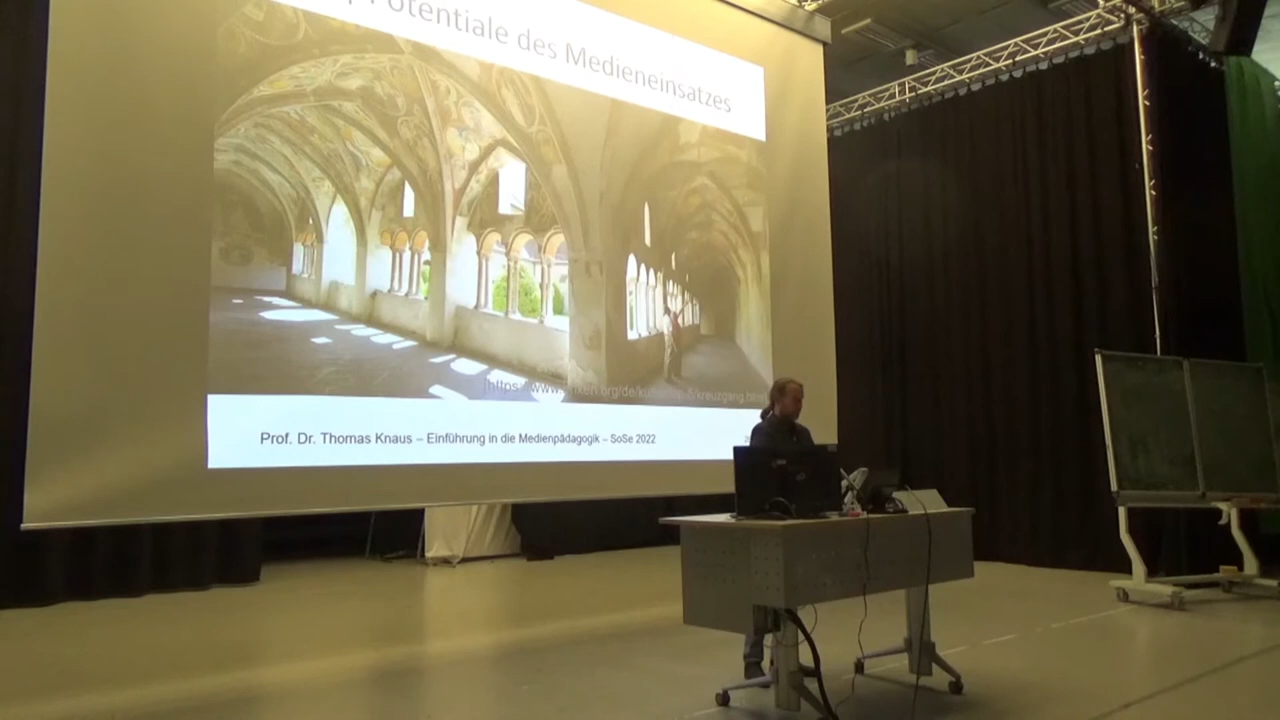 Potentiale des Medieneinsatzes
Prof. Dr. Thomas Knaus – Einführung in die Medienpädagogik – SoSe 2022